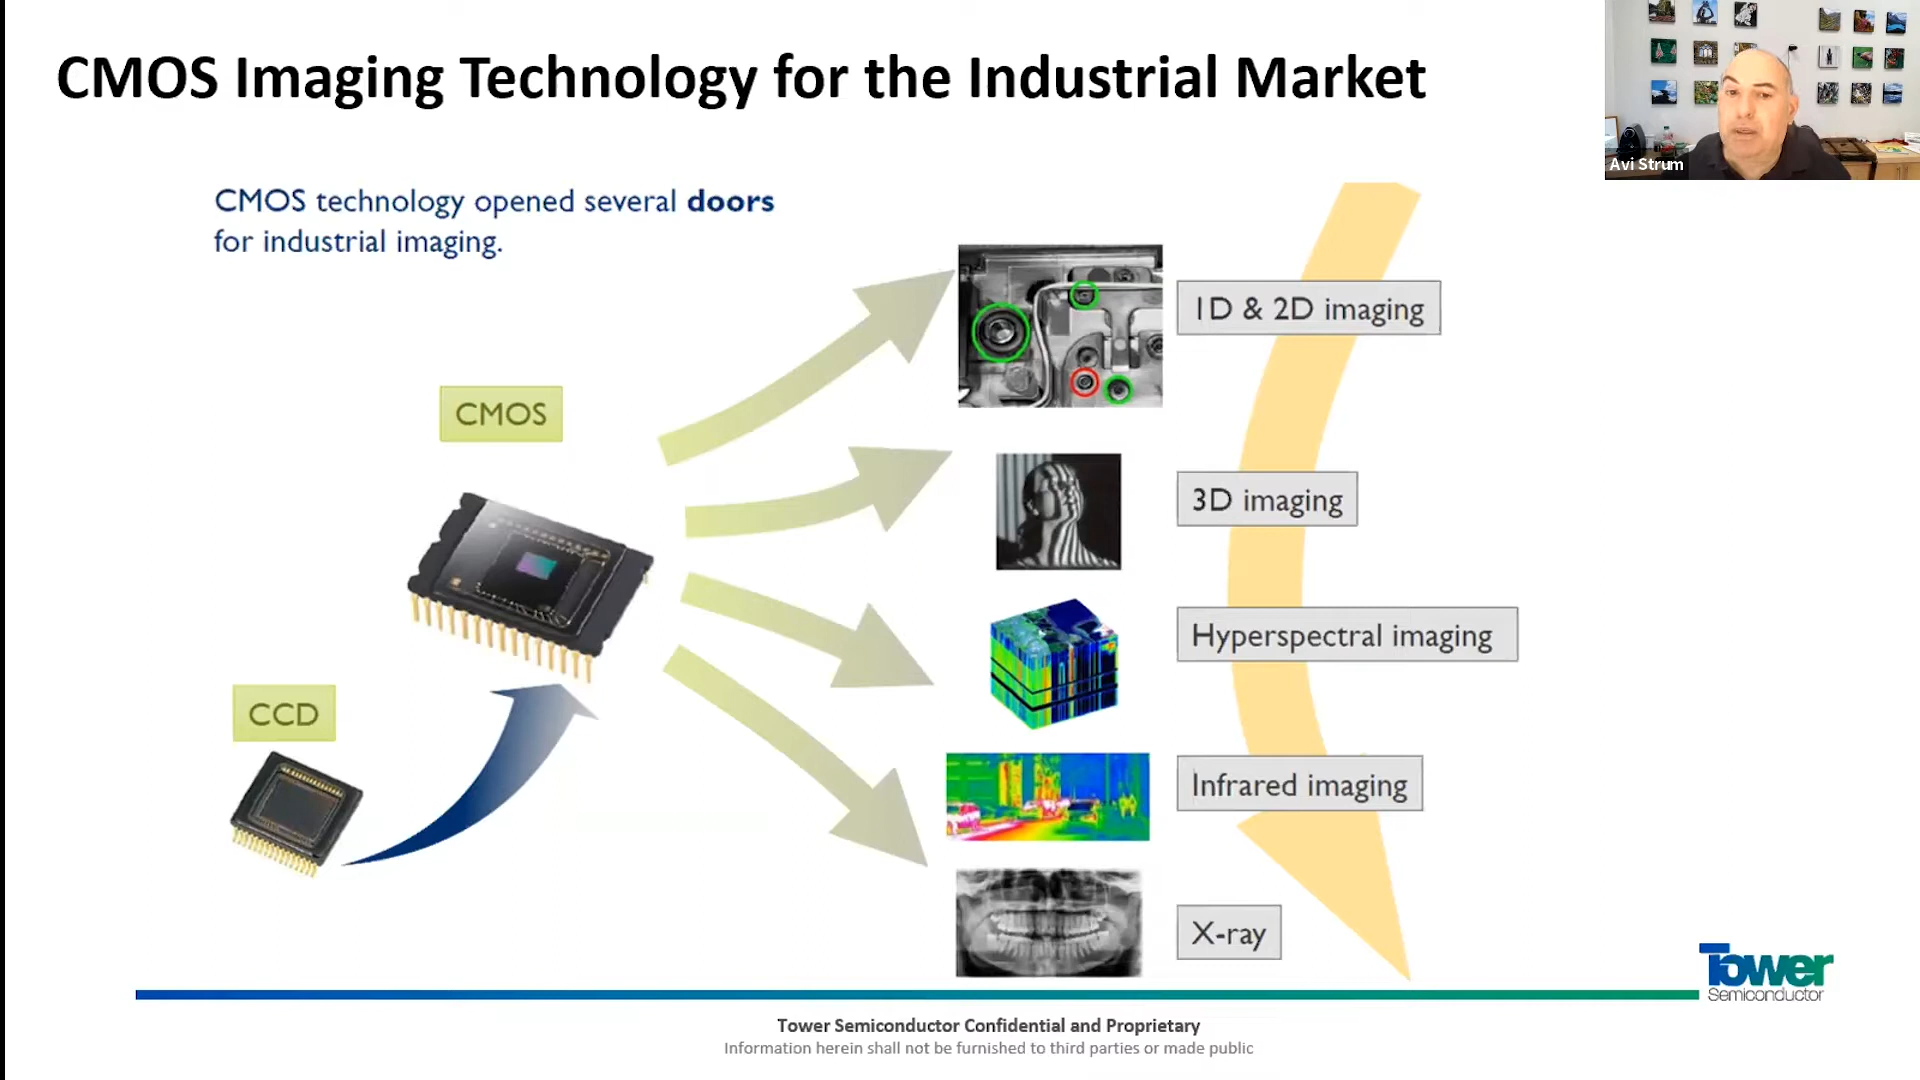 CMOS Imaging Technology for the Industrial Market
Avi Strum
CMOS technology opened several doors
for industrial imaging.
1D & 2D imaging
CMOS
3D imaging
Hyperspectral imaging
CCD
Infrared imaging
X-ray
Tower
Semiconductor
Tower Semiconductor Confidential and Proprietary
Information herein shall not be furnished to third parties or made public